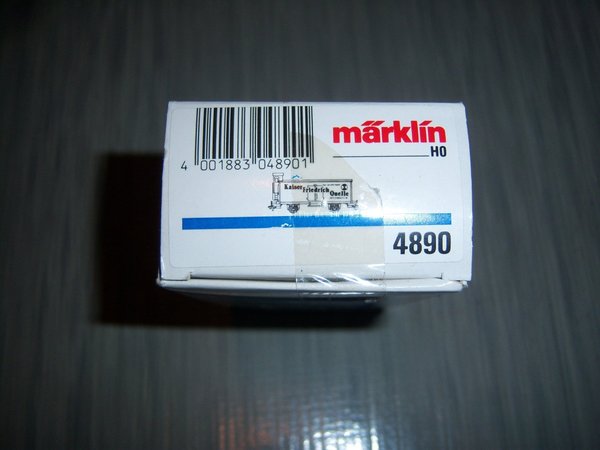 märklin
H0
4 001883 048901
Kaiser Friedrich Quelle
4890